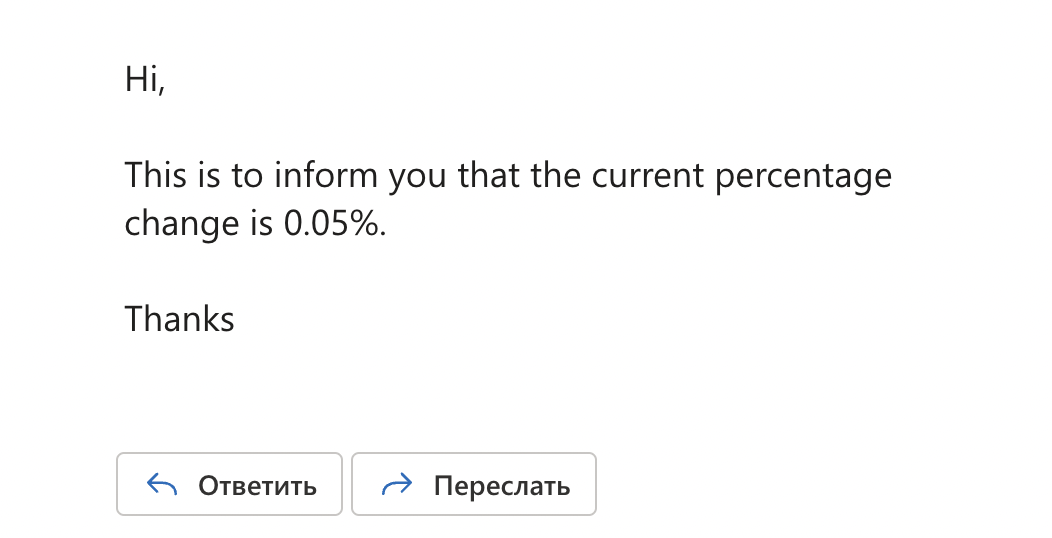 Hi,
This is to inform you that the current percentage
change is 0.05%.
Thanks
Ответить
Переслать